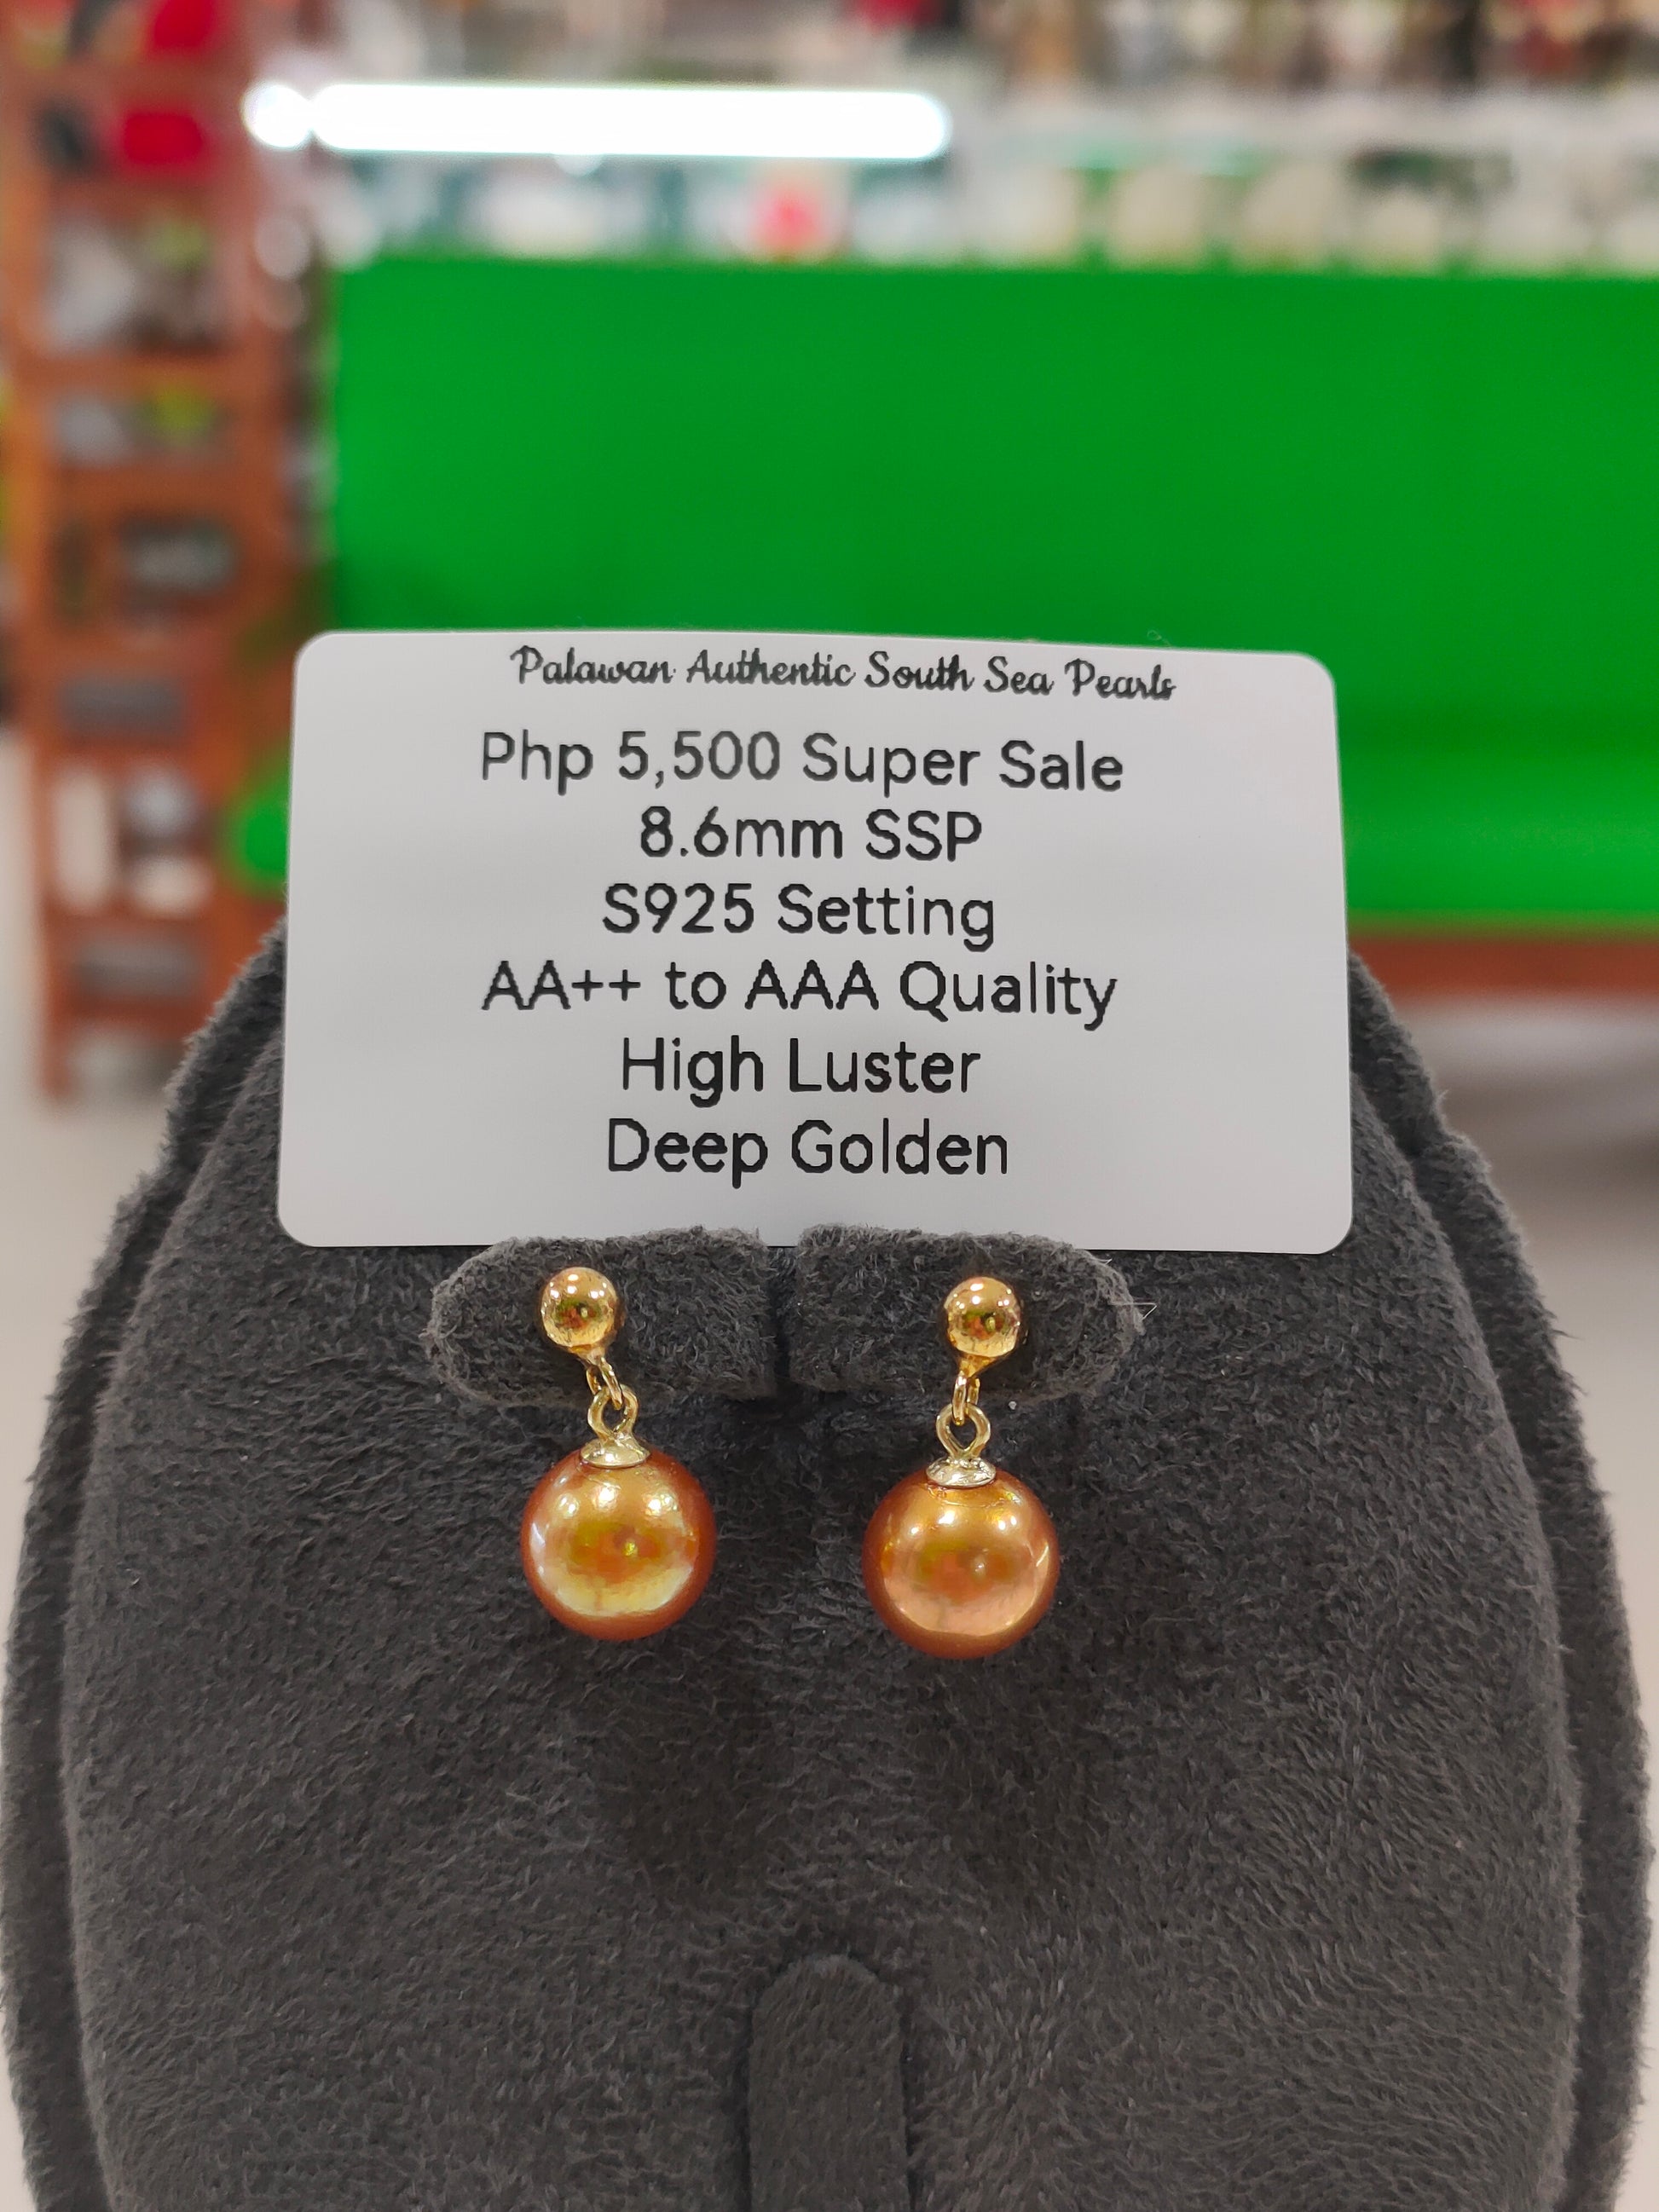 Palawan Authentic South Sea Pearls
Php 5,500 Super Sale
8.6mm SSP
S925 Setting
AA++ to AAA Quality
High Luster
Deep Golden